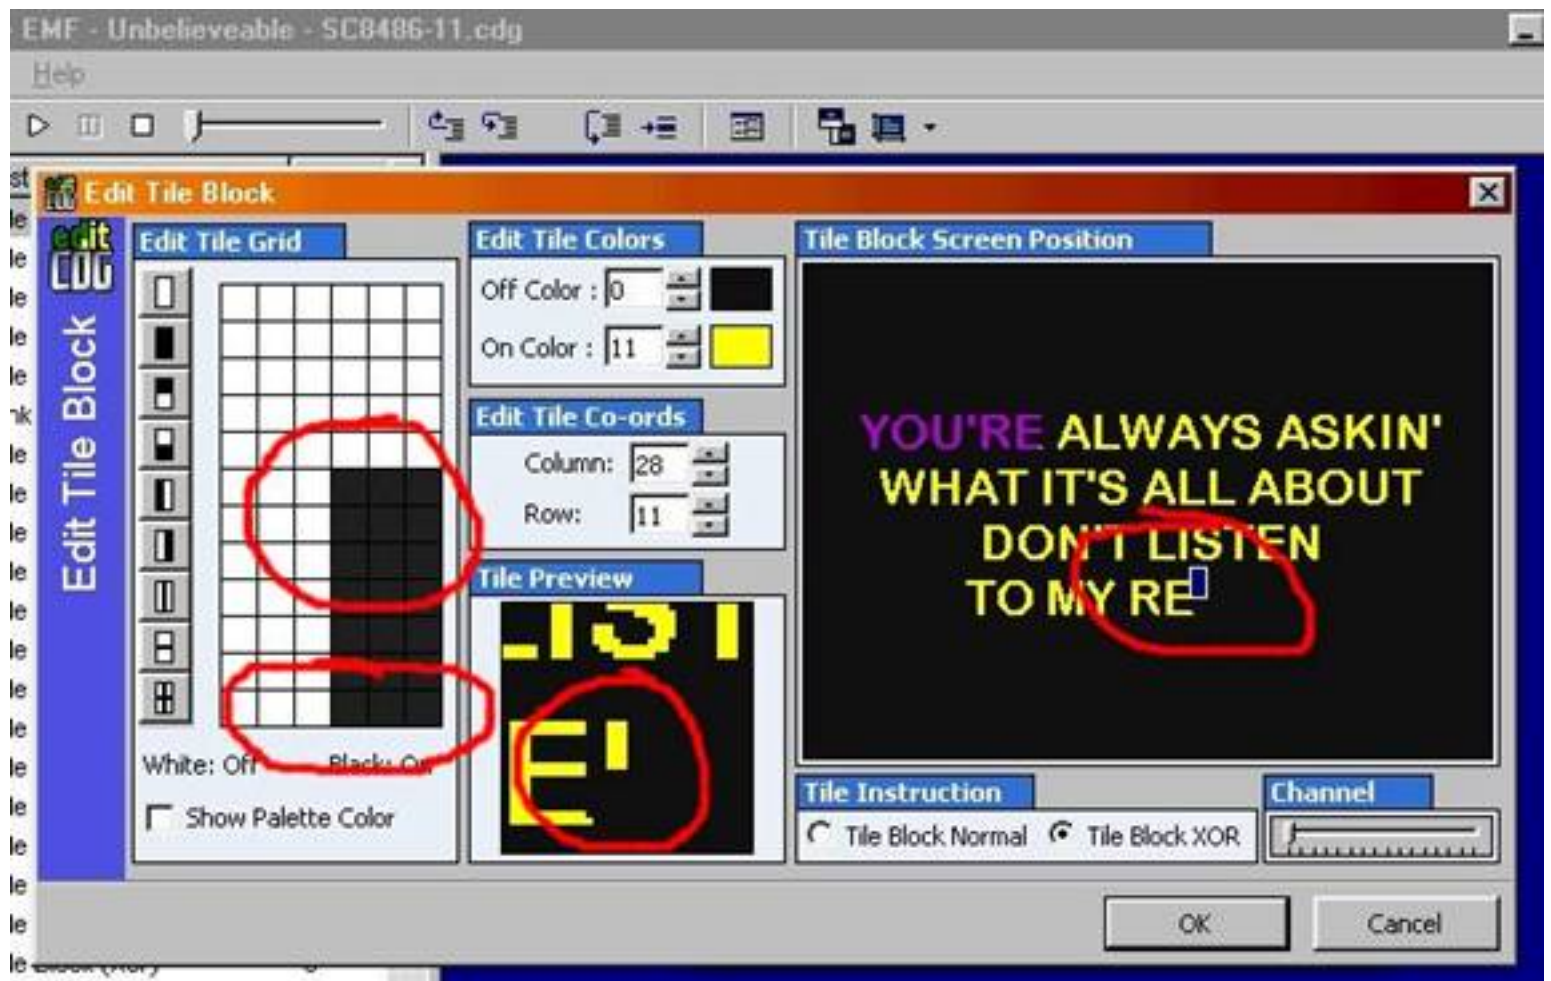 EMF - Unbelieveable - SC8486-11.cdg
Help
Edit Tile Block
edit
CDG
Edit Tile Block
Edit Tile Grid
White: Off Black: On
Show Palette Color
Edit Tile Colors
Off Color : 0
On Color : 11
Edit Tile Co-ords
Column: 28
Row: 11
Tile Preview
E'
Tile Block Screen Position
YOU'RE ALWAYS ASKIN'
WHAT IT'S ALL ABOUT
DON'T LISTEN
TO MY RE
Tile Instruction
Tile Block Normal Tile Block XOR
Channel
OK Cancel